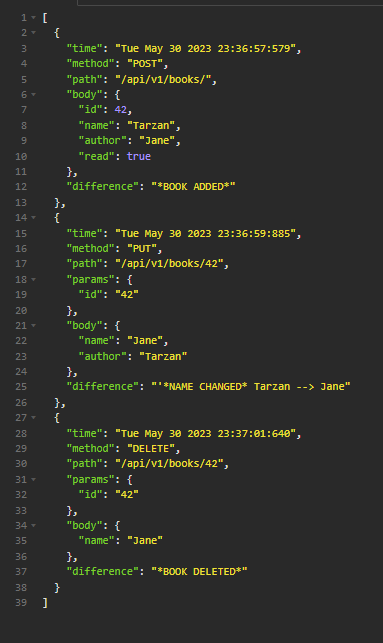 1 [
2 {
3 "time": "Tue May 30 2023 23:36:57:579",
4 "method": "POST",
5 "path": "/api/v1/books/",
6 "body": {
7 "id": 42,
8 "name": "Tarzan",
9 "author": "Jane",
10 "read": true
11 },
12 "difference": "*BOOK ADDED*"
13 },
14 {
15 "time": "Tue May 30 2023 23:36:59:885",
16 "method": "PUT",
17 "path": "/api/v1/books/42",
18 "params": {
19 "id": "42"
20 },
21 "body": {
22 "name": "Jane",
23 "author": "Tarzan"
24 },
25 "difference": "'*NAME CHANGED* Tarzan --> Jane"
26 },
27 {
28 "time": "Tue May 30 2023 23:37:01:640",
29 "method": "DELETE",
30 "path": "/api/v1/books/42",
31 "params": {
32 "id": "42"
33 },
34 "body": {
35 "name": "Jane"
36 },
37 "difference": "*BOOK DELETED*"
38 }
39 ]